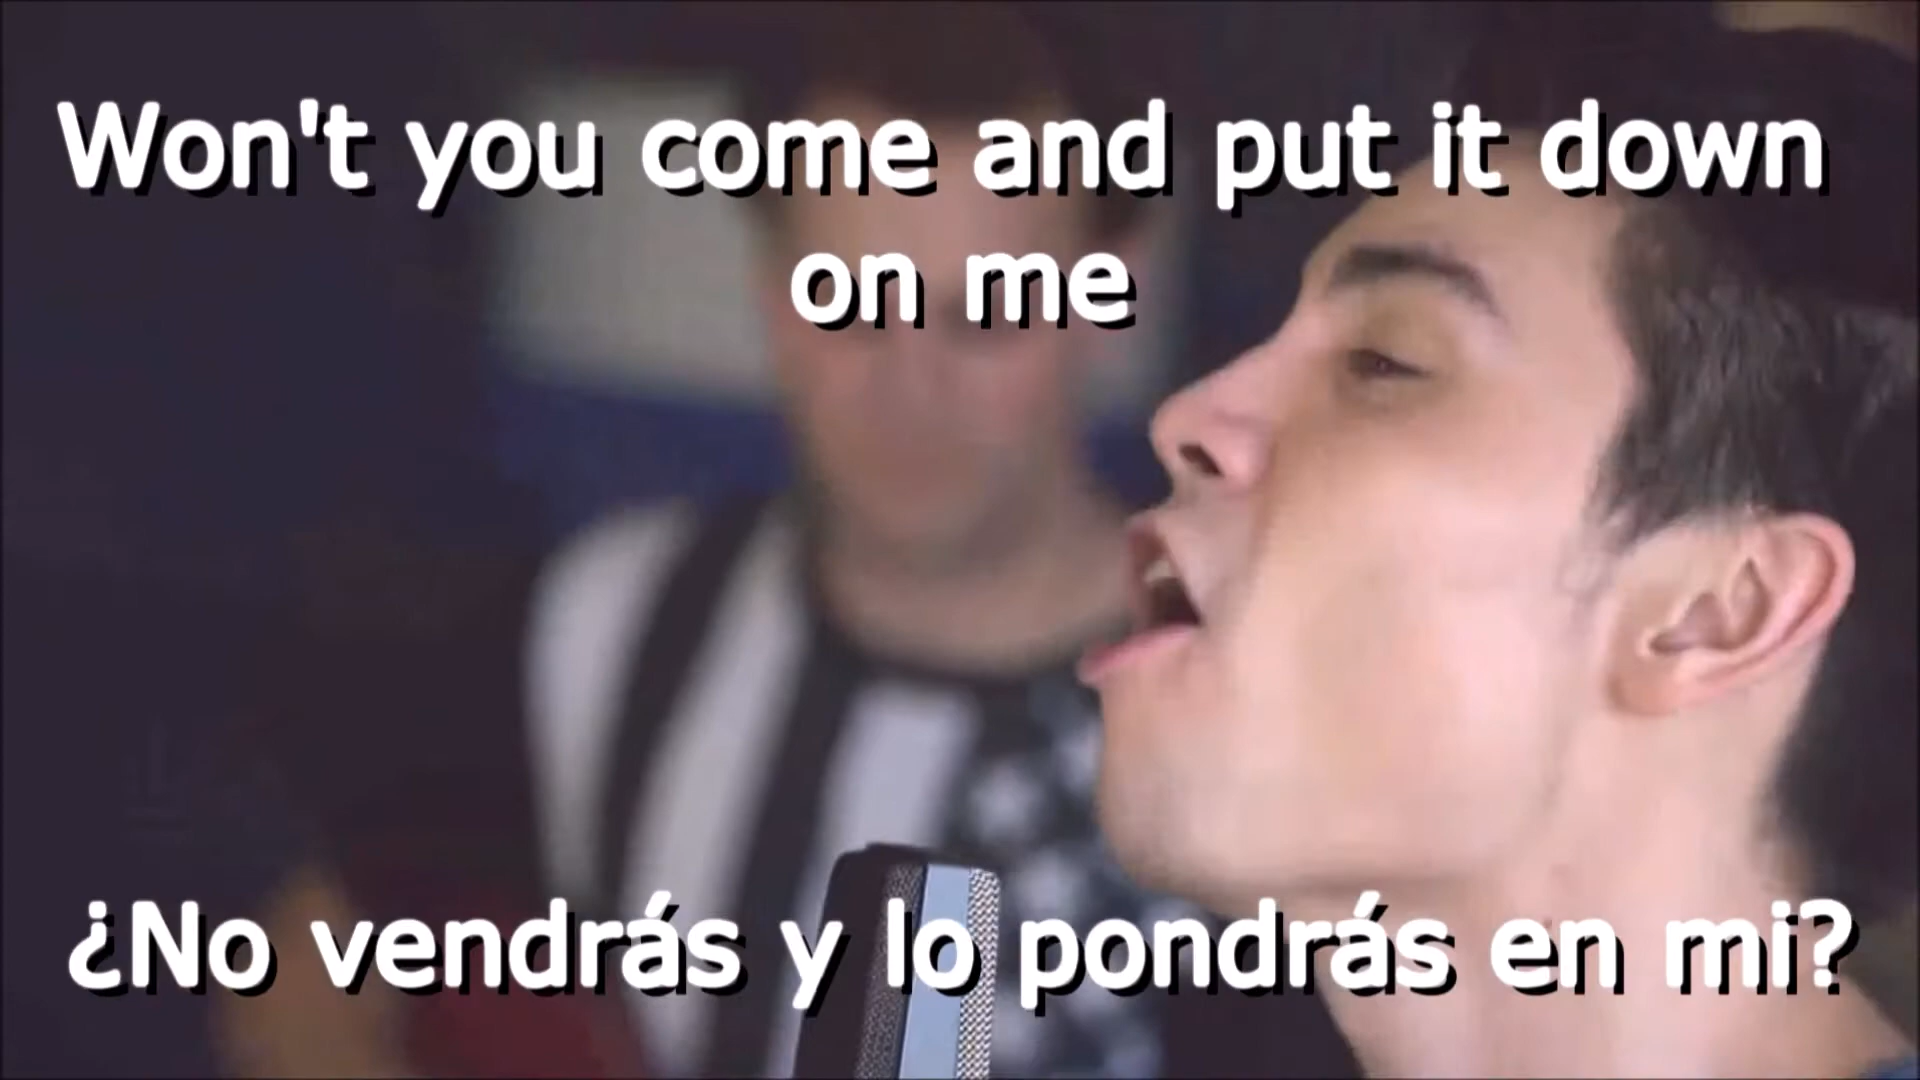 Won't you come and put it down
on me
¿No vendrás y lo pondrás en mi?